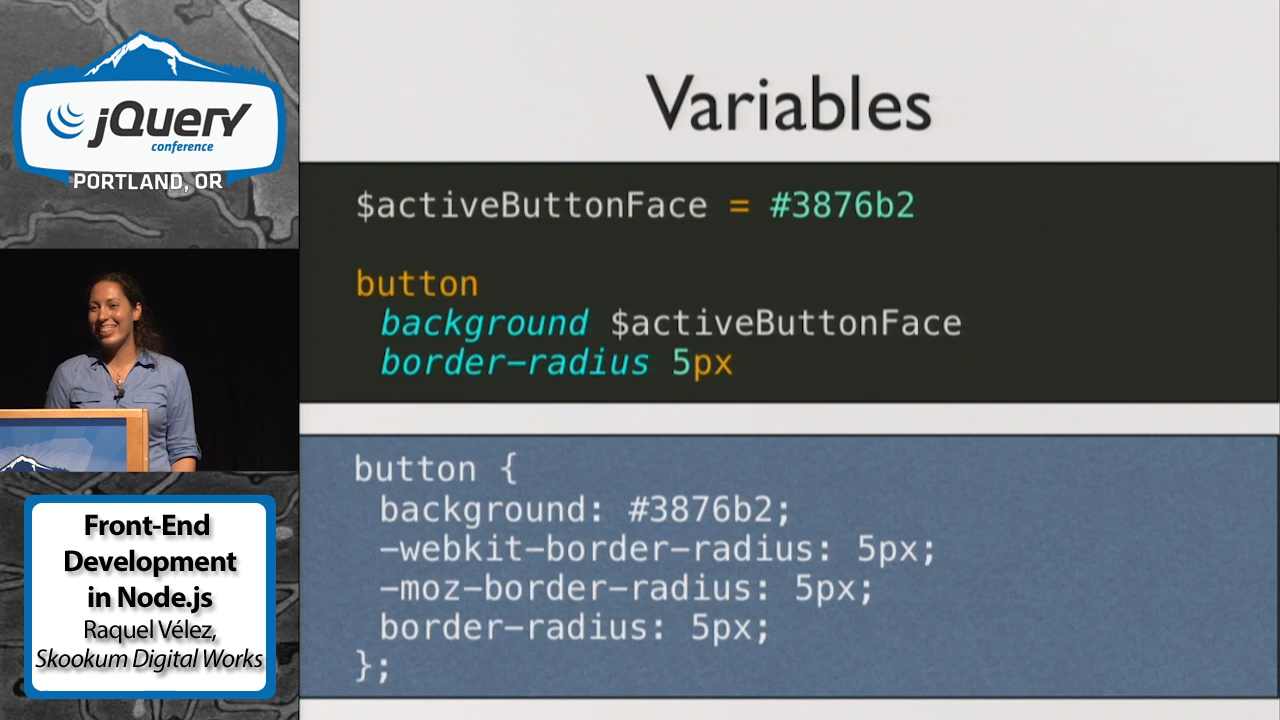 jQuery
conference
PORTLAND, OR
Front-End
Development
in Node.js
Raquel Vélez,
Skookum Digital Works
Variables
$activeButtonFace = #3876b2
button
background $activeButtonFace
border-radius 5px
button {
background: #3876b2;
-webkit-border-radius: 5px;
-moz-border-radius: 5px;
border-radius: 5px;
};